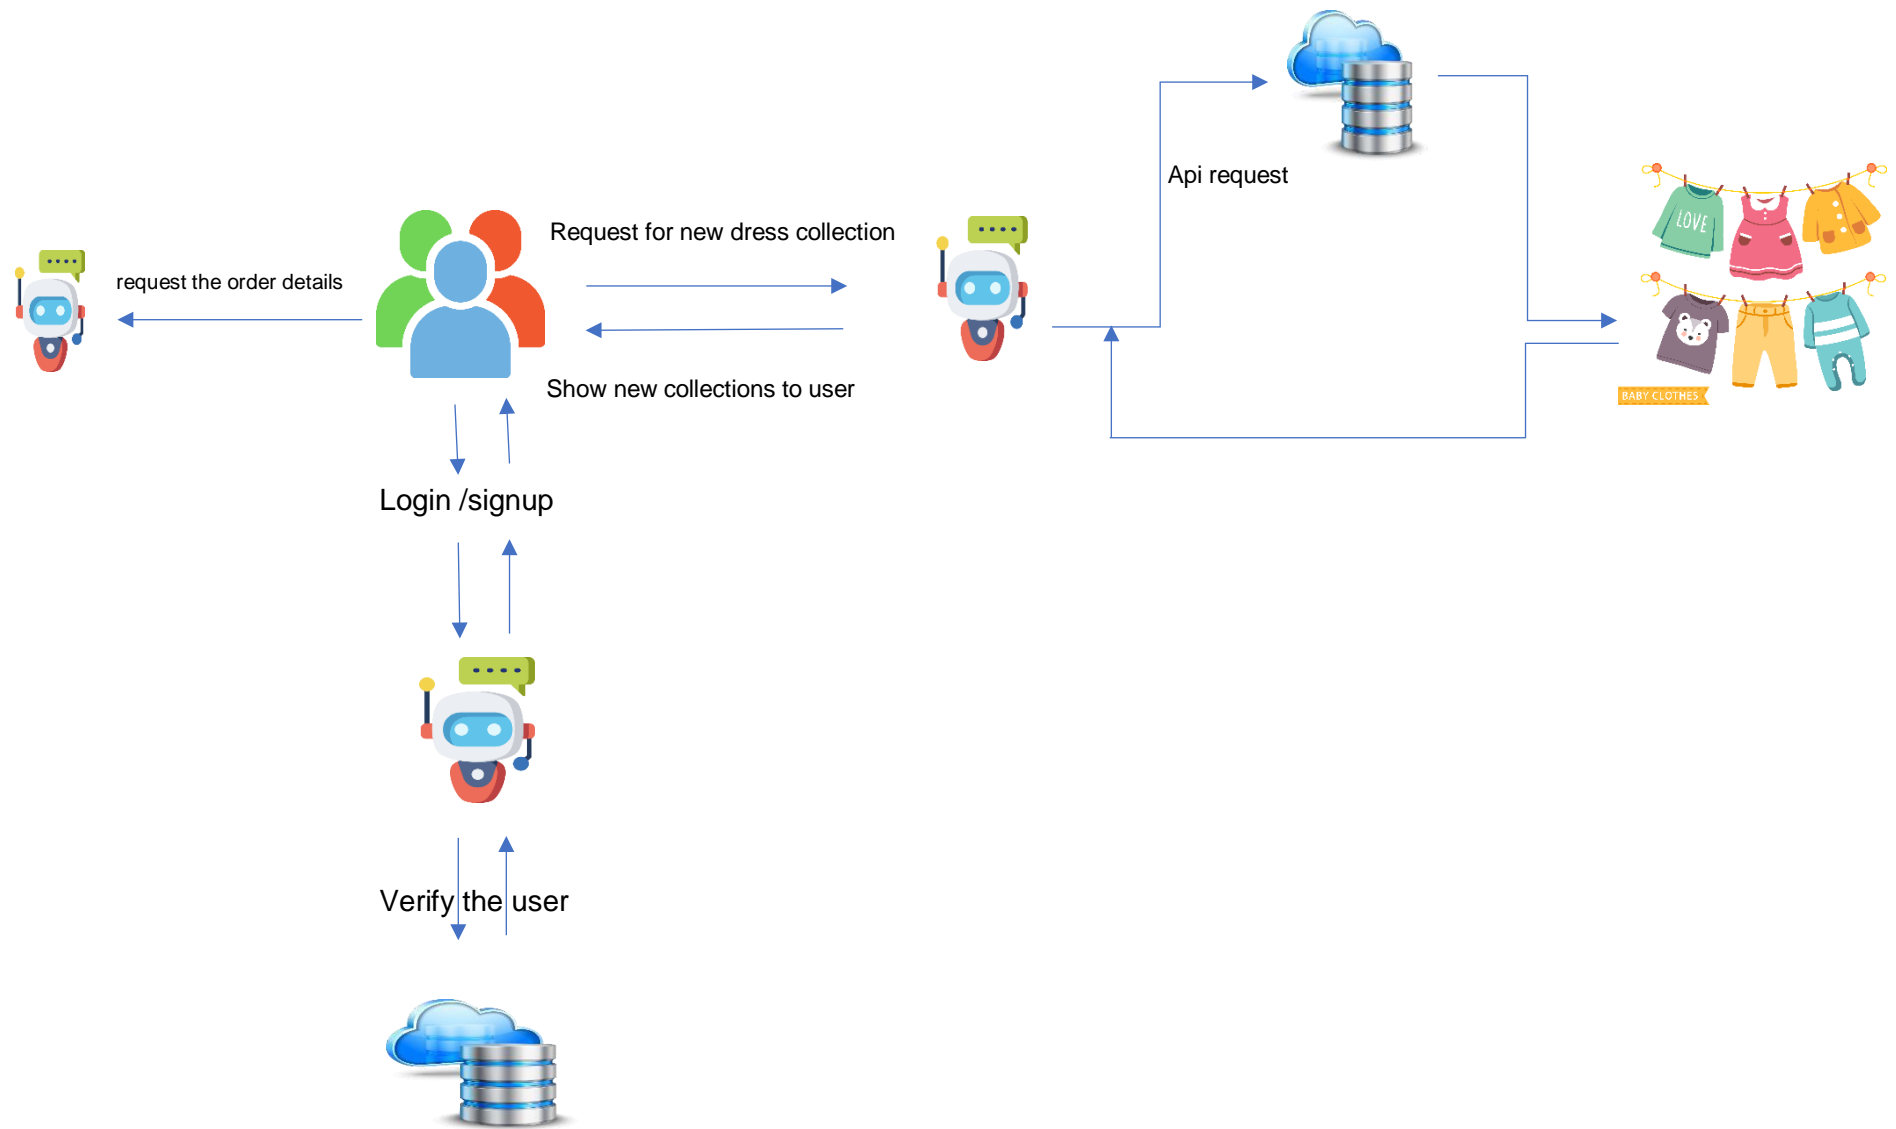 Api request
LOVE
Request for new dress collection
request the order details
Show new collections to user
BABY CLOTHES
Login /signup
Verify the user